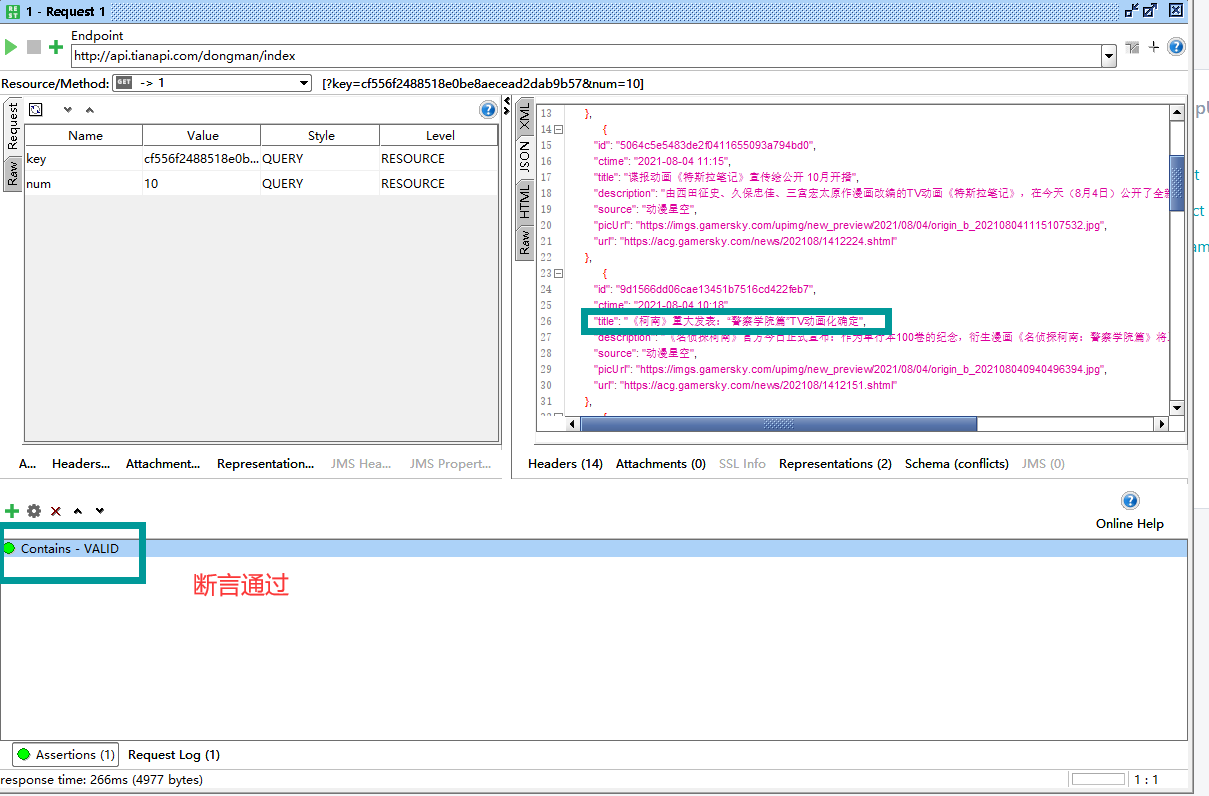 1 - Request 1
Endpoint
http://api.tianapi.com/dongman/index
Resource/Method: GET -> 1 [?key=cf556f2488518e0be8aecead2dab9b57&num=10]
Request
Raw
Name Value Style Level
key cf556f2488518e0b... QUERY RESOURCE
num 10 QUERY RESOURCE
XML
JSON
HTML
Raw
13 },
14 {
15 "id": "5064c5e5483de2f0411655093a794bd0",
16 "ctime": "2021-08-04 11:15",
17 "title": "谍报动画《特斯拉笔记》宣传绘公开 10月开播",
18 "description": "由西田征史、久保忠佳、三宫宏太原作漫画改编的TV动画《特斯拉笔记》，在今天（8月4日）公开了全新
19 "source": "动漫星空",
20 "picUrl": "https://imgs.gamersky.com/upimg/new_preview/2021/08/04/origin_b_202108041115107532.jpg",
21 "url": "https://acg.gamersky.com/news/202108/1412224.shtml"
22 },
23 {
24 "id": "9d1566dd06cae13451b7516cd422feb7",
25 "ctime": "2021-08-04 10:18"
26 "title": "《柯南》重大发表：“警察学院篇”TV动画化确定",
27 description": "《名侦探柯南》官方今日正式宣布：作为单行本100卷的纪念，衍生漫画《名侦探柯南：警察学院篇》将
28 "source": "动漫星空",
29 "picUrl": "https://imgs.gamersky.com/upimg/new_preview/2021/08/04/origin_b_202108040940496394.jpg",
30 "url": "https://acg.gamersky.com/news/202108/1412151.shtml"
31 },
A... Headers... Attachment... Representation... JMS Hea... JMS Propert...
Headers (14) Attachments (0) SSL Info Representations (2) Schema (conflicts) JMS (0)
Online Help
Contains - VALID
断言通过
Assertions (1) Request Log (1)
response time: 266ms (4977 bytes)
1 : 1